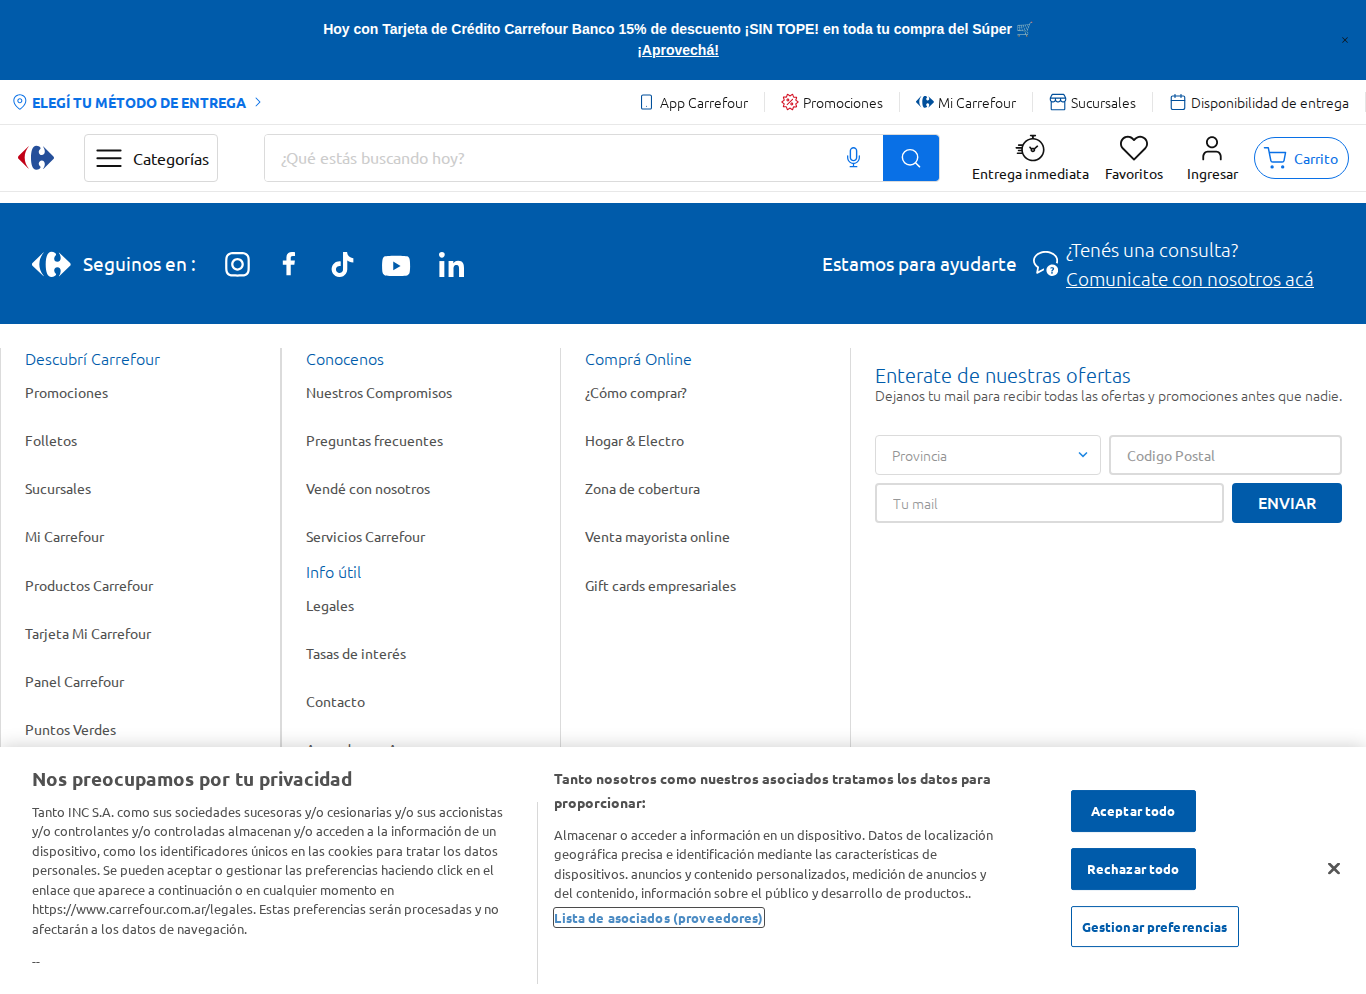 Hoy con Tarjeta de Crédito Carrefour Banco 15% de descuento ¡SIN TOPE! en toda tu compra del Súper 🛒
¡Aprovechá!
×
ELEGÍ TU MÉTODO DE ENTREGA
App Carrefour
Promociones
Mi Carrefour
Sucursales
Disponibilidad de entrega
Categorías
¿Qué estás buscando hoy?
Entrega inmediata
Favoritos
Ingresar
Carrito
Seguinos en :
Estamos para ayudarte
¿Tenés una consulta?
Comunicate con nosotros acá
Descubrí Carrefour
Promociones
Folletos
Sucursales
Mi Carrefour
Productos Carrefour
Tarjeta Mi Carrefour
Panel Carrefour
Puntos Verdes
Conocenos
Nuestros Compromisos
Preguntas frecuentes
Vendé con nosotros
Servicios Carrefour
Info útil
Legales
Tasas de interés
Contacto
Comprá Online
¿Cómo comprar?
Hogar & Electro
Zona de cobertura
Venta mayorista online
Gift cards empresariales
Enterate de nuestras ofertas
Dejanos tu mail para recibir todas las ofertas y promociones antes que nadie.
Provincia
Codigo Postal
Tu mail
ENVIAR
Nos preocupamos por tu privacidad
Tanto INC S.A. como sus sociedades sucesoras y/o cesionarias y/o sus accionistas
y/o controlantes y/o controladas almacenan y/o acceden a la información de un
dispositivo, como los identificadores únicos en las cookies para tratar los datos
personales. Se pueden aceptar o gestionar las preferencias haciendo click en el
enlace que aparece a continuación o en cualquier momento en
https://www.carrefour.com.ar/legales. Estas preferencias serán procesadas y no
afectarán a los datos de navegación.
--
Tanto nosotros como nuestros asociados tratamos los datos para
proporcionar:
Almacenar o acceder a información en un dispositivo. Datos de localización
geográfica precisa e identificación mediante las características de
dispositivos. anuncios y contenido personalizados, medición de anuncios y
del contenido, información sobre el público y desarrollo de productos..
Lista de asociados (proveedores)
Aceptar todo
Rechazar todo
Gestionar preferencias